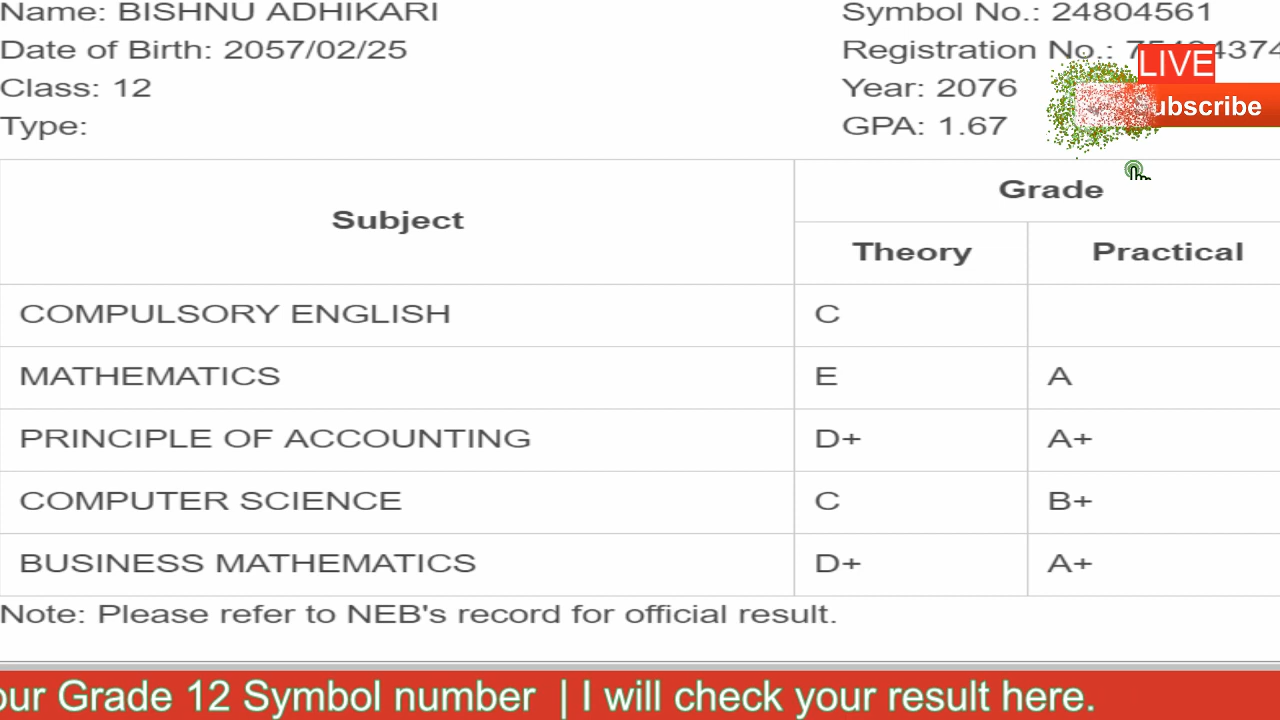 Name: BISHNU ADHIKARI
Symbol No.: 24804561
Date of Birth: 2057/02/25
Registration No.:
LIVE
Class: 12
Year: 2076
ubscribe
Type:
GPA: 1.67
Subject
Grade
Theory
Practical
COMPULSORY ENGLISH C
MATHEMATICS E A
PRINCIPLE OF ACCOUNTING D+ A+
COMPUTER SCIENCE C B+
BUSINESS MATHEMATICS D+ A+
Note: Please refer to NEB's record for official result.
our Grade 12 Symbol number | I will check your result here.